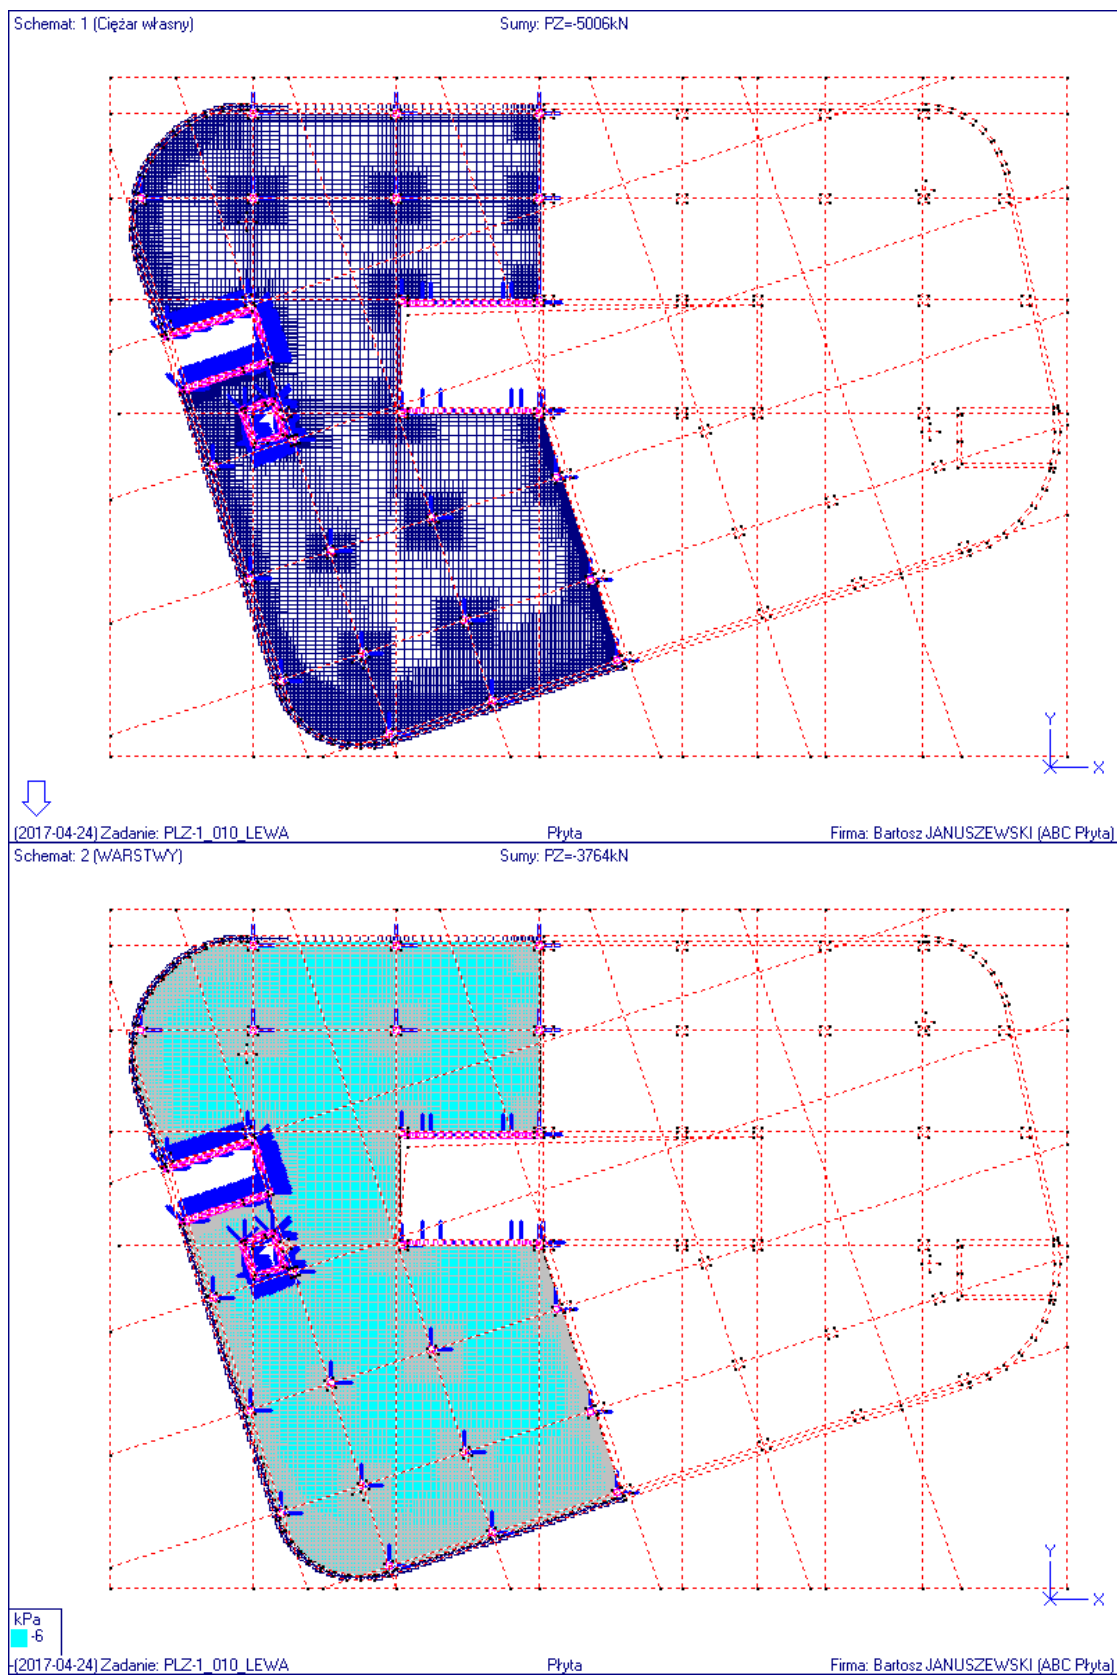 Schemat: 1 (Ciężar własny) Sumy: PZ=-5006kN
Y
X
(2017-04-24) Zadanie: PLZ-1_010_LEWA Płyta Firma: Bartosz JANUSZEWSKI (ABC Płyta)
Schemat: 2 (WARSTWY) Sumy: PZ=-3764kN
Y
X
kPa
-6
(2017-04-24) Zadanie: PLZ-1_010_LEWA Płyta Firma: Bartosz JANUSZEWSKI (ABC Płyta)